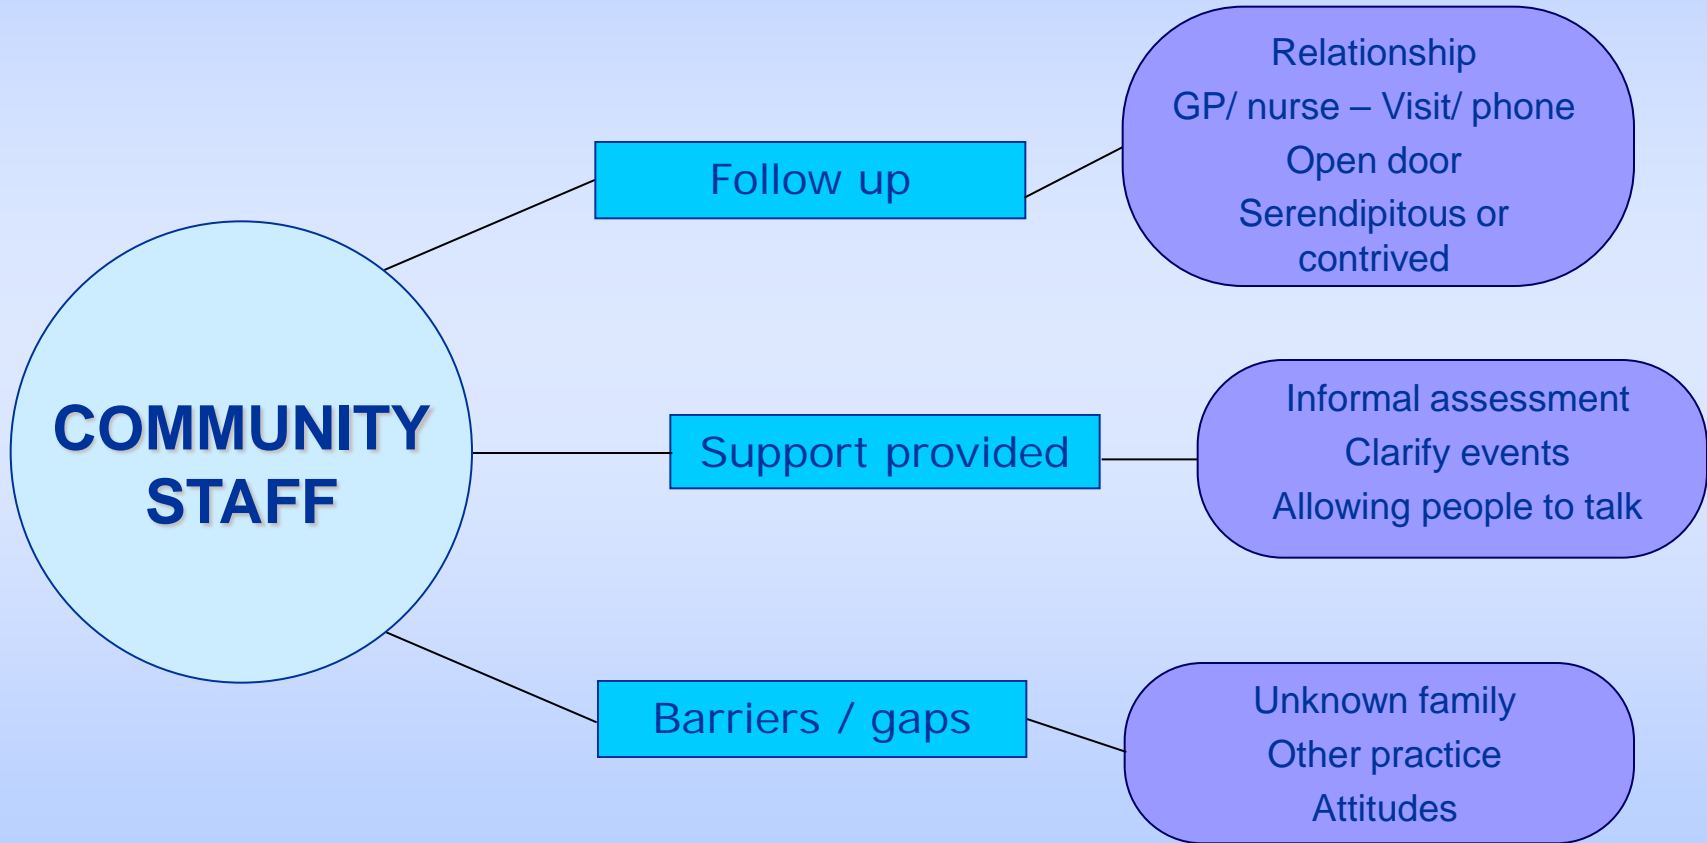 COMMUNITY
STAFF
Follow up
Relationship
GP/ nurse – Visit/ phone
Open door
Serendipitous or
contrived
Support provided
Informal assessment
Clarify events
Allowing people to talk
Barriers / gaps
Unknown family
Other practice
Attitudes